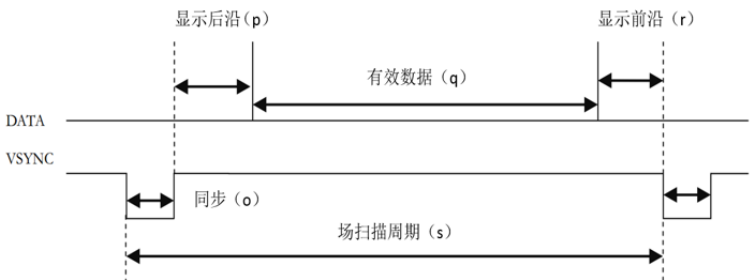 显示后沿（p） 显示前沿（r）
有效数据（q）
DATA
VSYNC
同步（o）
场扫描周期（s）